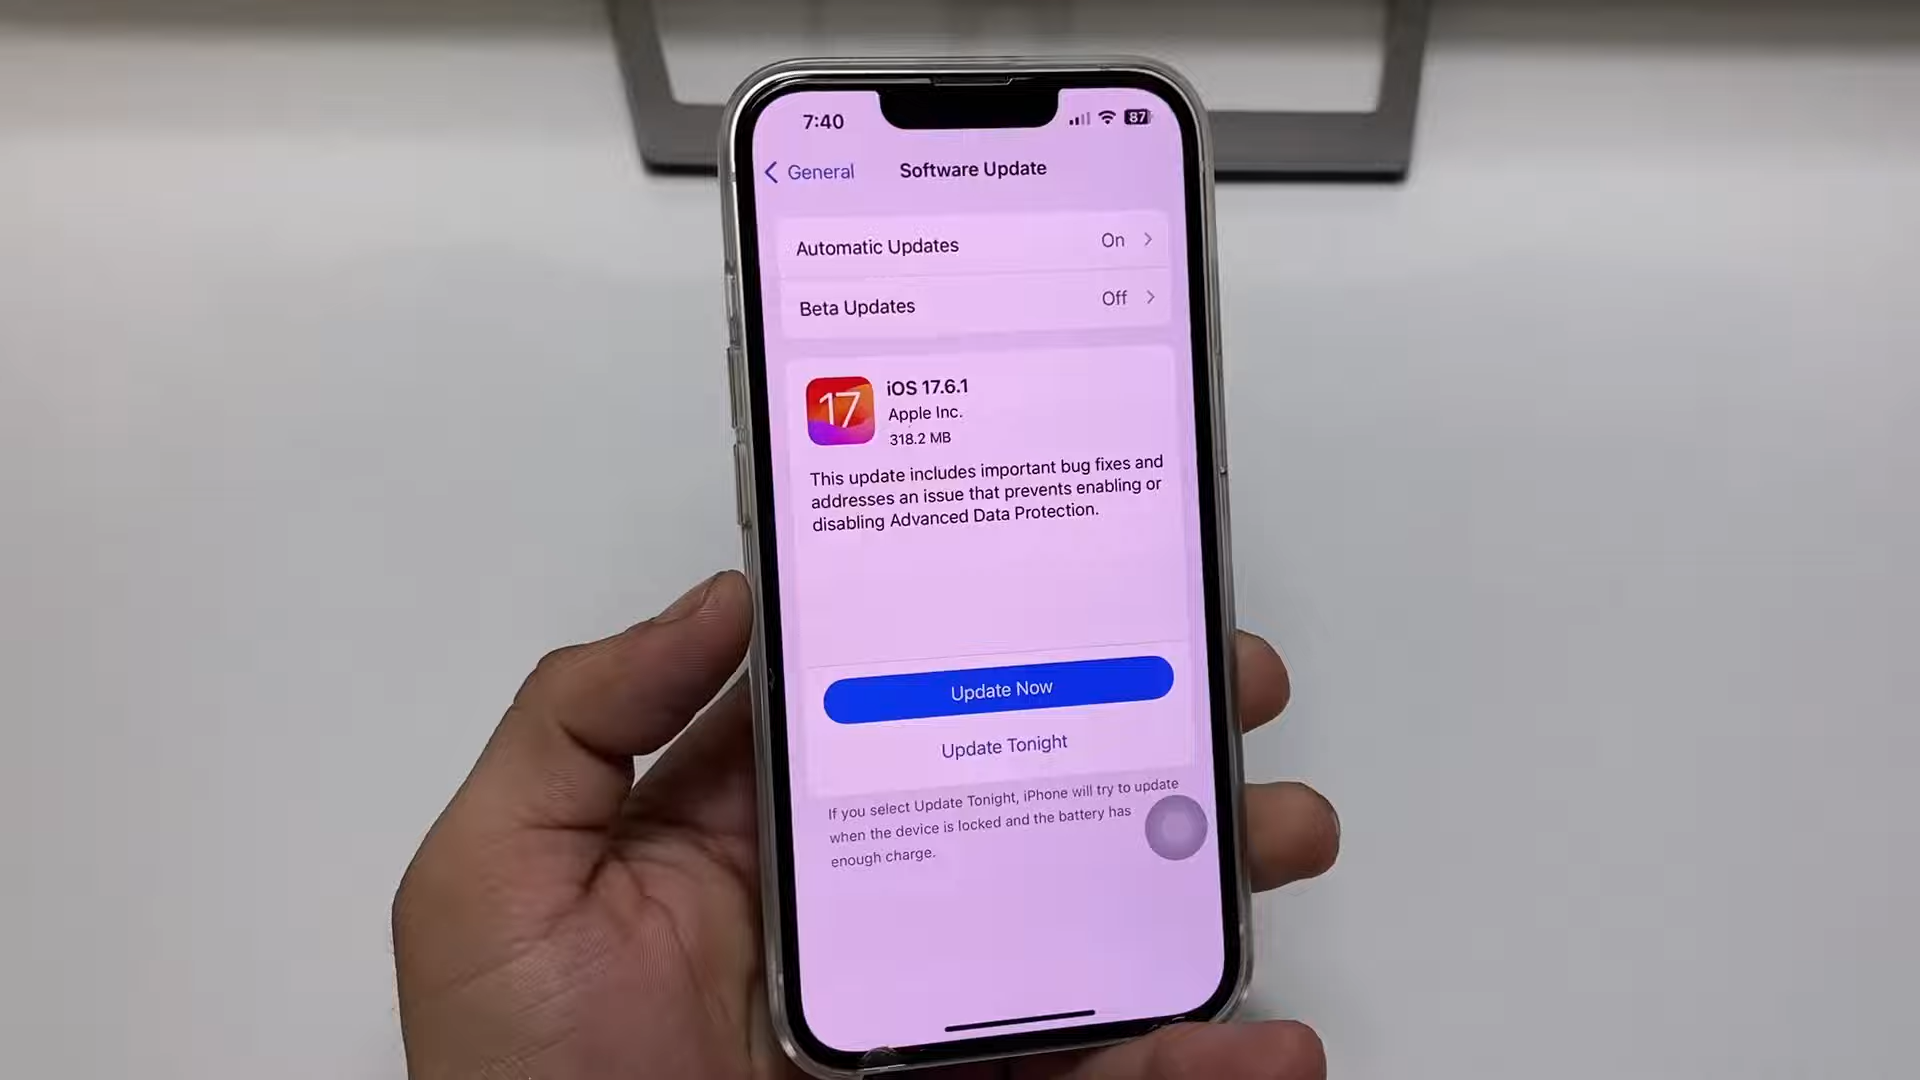 7:40
87
General
Software Update
Automatic Updates
On
Beta Updates
Off
17
iOS 17.6.1
Apple Inc.
318.2 MB
This update includes important bug fixes and
addresses an issue that prevents enabling or
disabling Advanced Data Protection.
Update Now
Update Tonight
If you select Update Tonight, iPhone will try to update
when the device is locked and the battery has
enough charge.